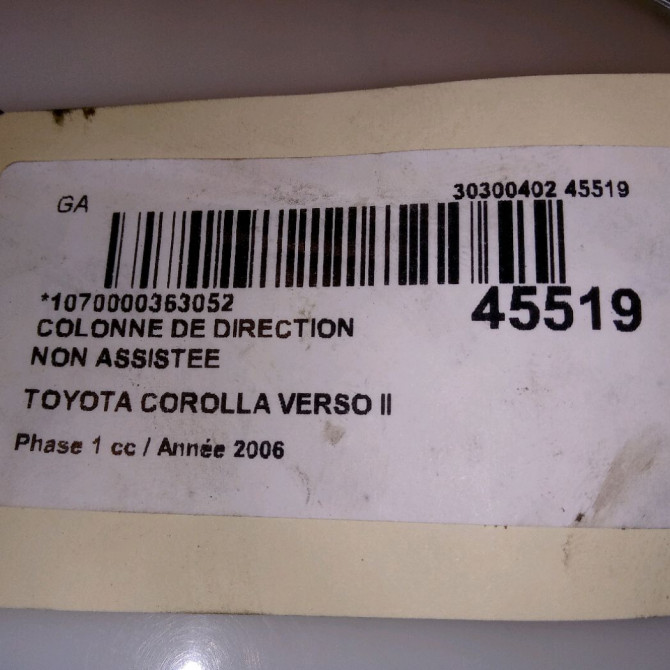 GA
30300402 45519
*1070000363052
45519
COLONNE DE DIRECTION
NON ASSISTEE
TOYOTA COROLLA VERSO II
Phase 1 cc / Année 2006